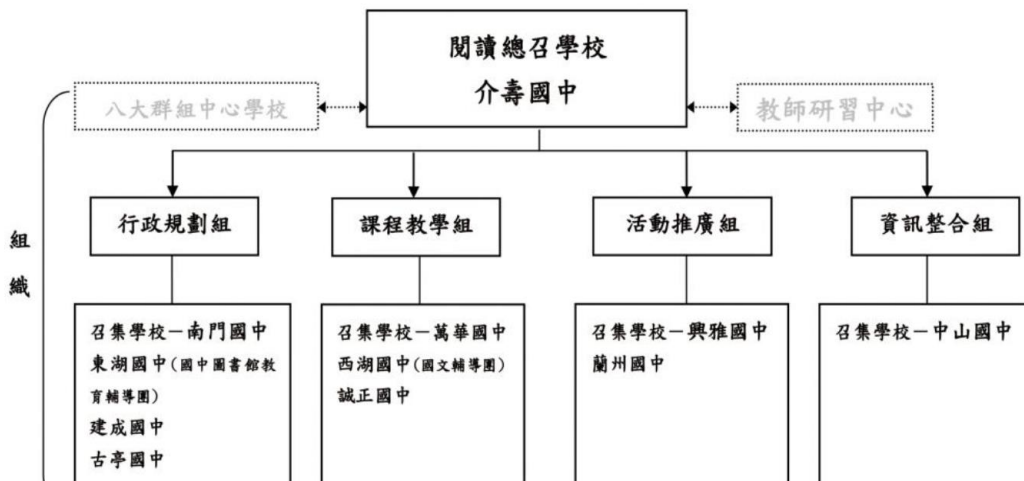 閱讀總召學校
介壽國中
八大群組中心學校
教師研習中心
組織
行政規劃組
課程教學組
活動推廣組
資訊整合組
召集學校－南門國中
東湖國中(國中圖書館教
育輔導團)
建成國中
古亭國中
召集學校－萬華國中
西湖國中(國文輔導團)
誠正國中
召集學校－興雅國中
蘭州國中
召集學校－中山國中